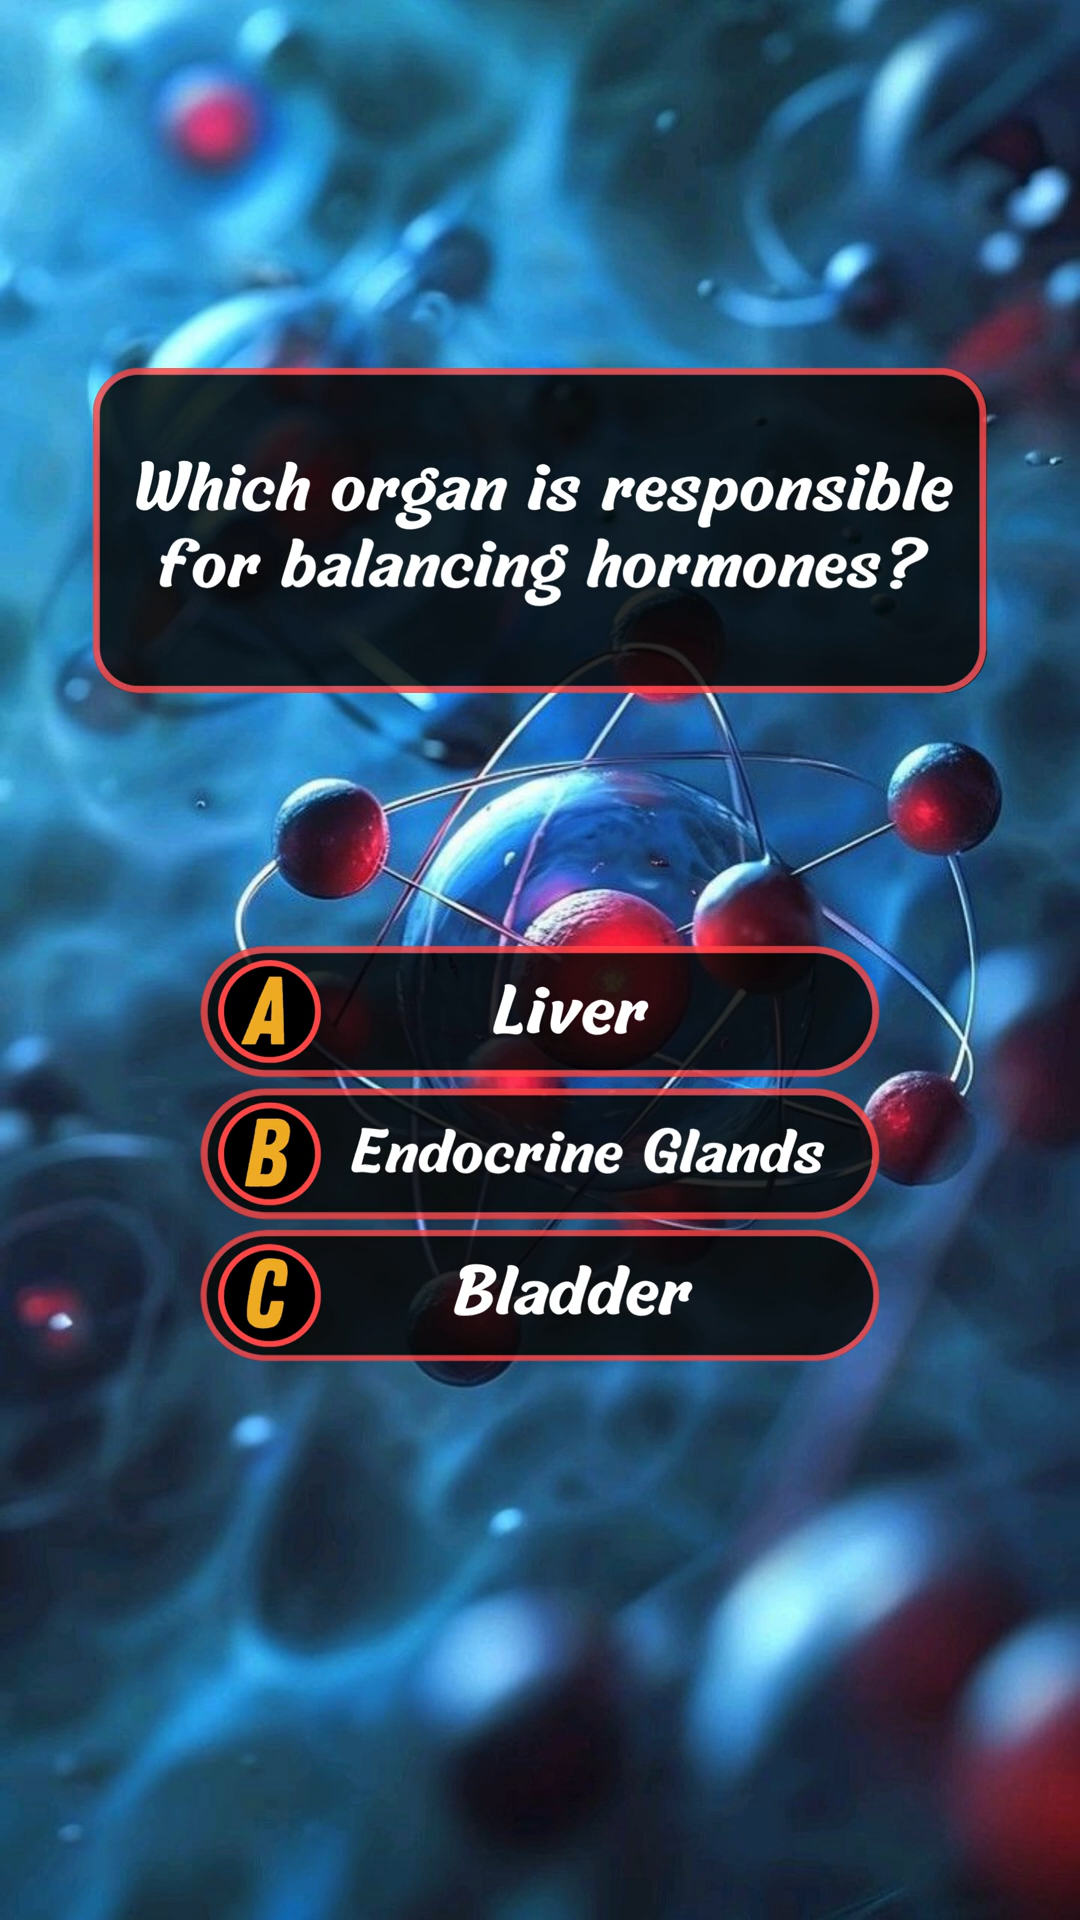 Which organ is responsible
for balancing hormones?
A Liver
B Endocrine Glands
C Bladder